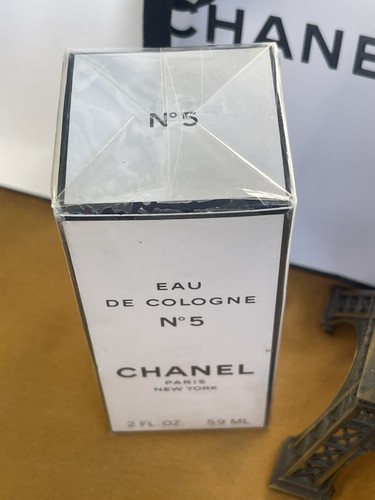 CHANEL
N°5
EAU
DE COLOGNE
N°5
CHANEL
PARIS
NEW YORK
2 FL. OZ. 59 ML